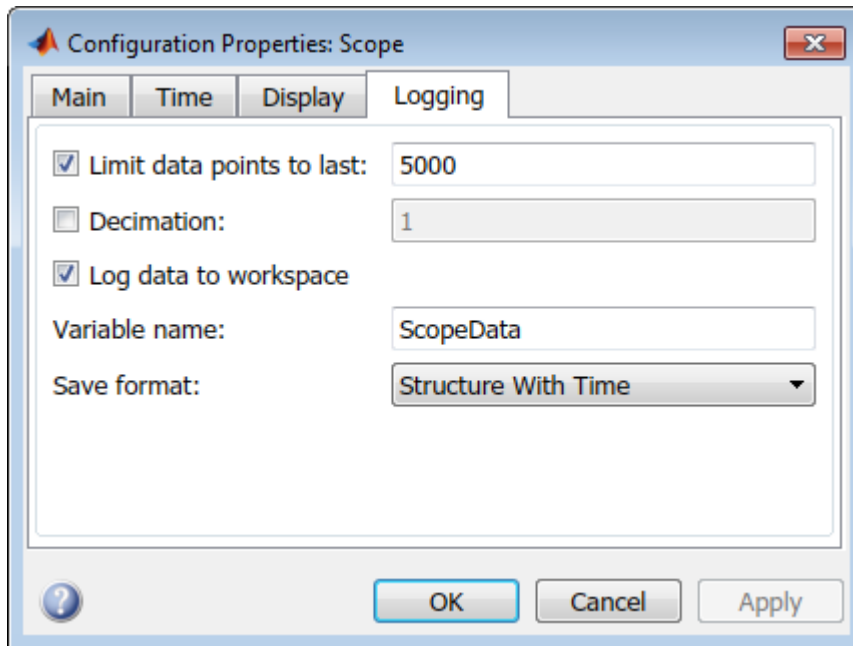 Configuration Properties: Scope
Main Time Display Logging
Limit data points to last: 5000
Decimation: 1
Log data to workspace
Variable name: ScopeData
Save format: Structure With Time
? OK Cancel Apply